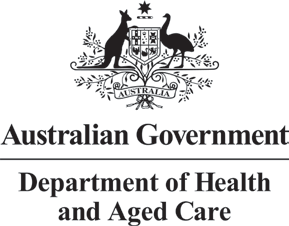 AUSTRALIA
Australian Government
Department of Health
and Aged Care